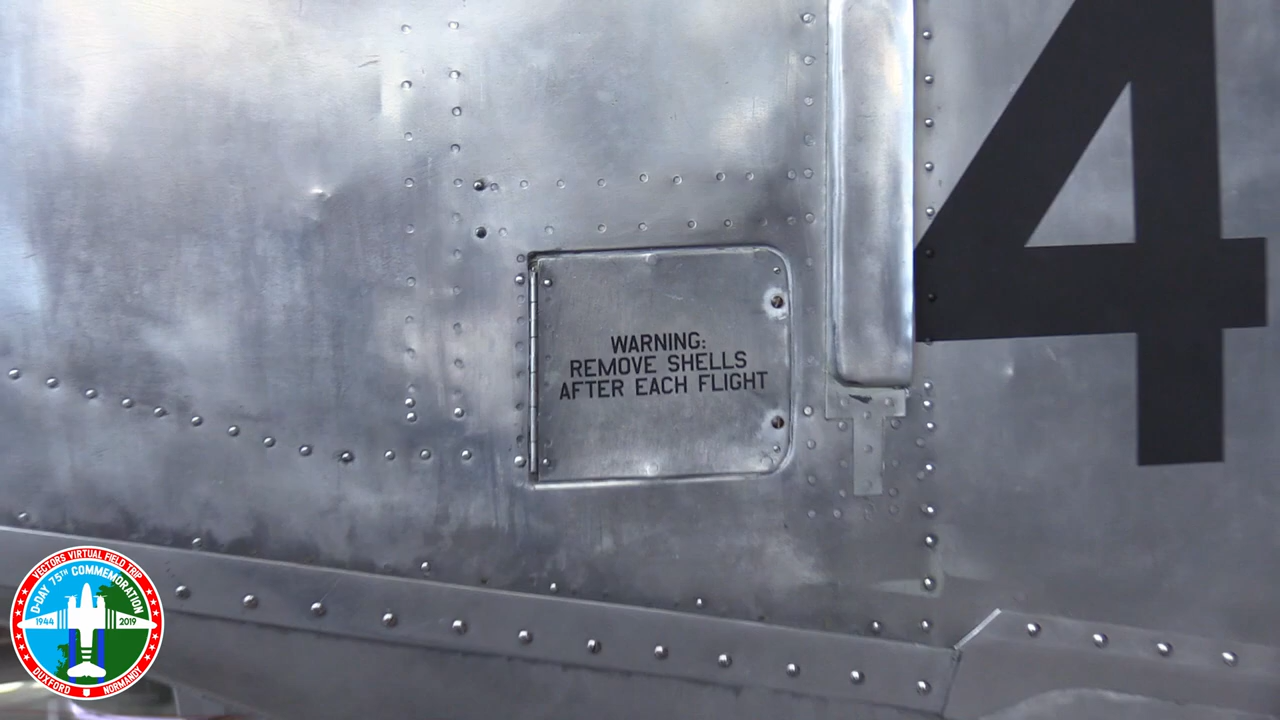 4
WARNING:
REMOVE SHELLS
AFTER EACH FLIGHT
VECTORS VIRTUAL FIELD TRIP
D-DAY 75TH COMMEMORATION
1944 2019
DUXFORD NORMANDY